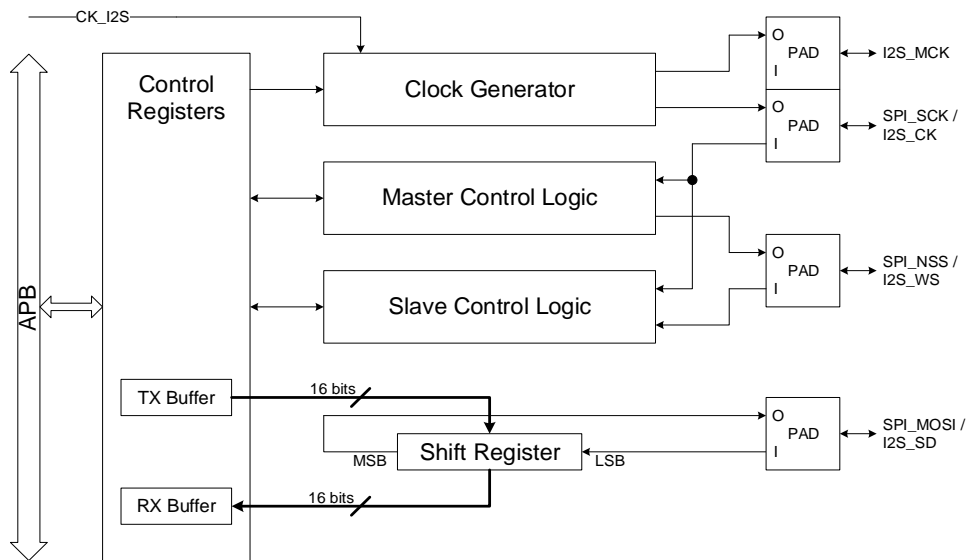 CK_I2S
O
PAD
I
I2S_MCK
Control
Registers
Clock Generator
O
PAD
I
SPI_SCK /
I2S_CK
Master Control Logic
O
PAD
I
SPI_NSS /
I2S_WS
Slave Control Logic
APB
TX Buffer
16 bits
O
PAD
I
SPI_MOSI /
I2S_SD
MSB
Shift Register
LSB
RX Buffer
16 bits